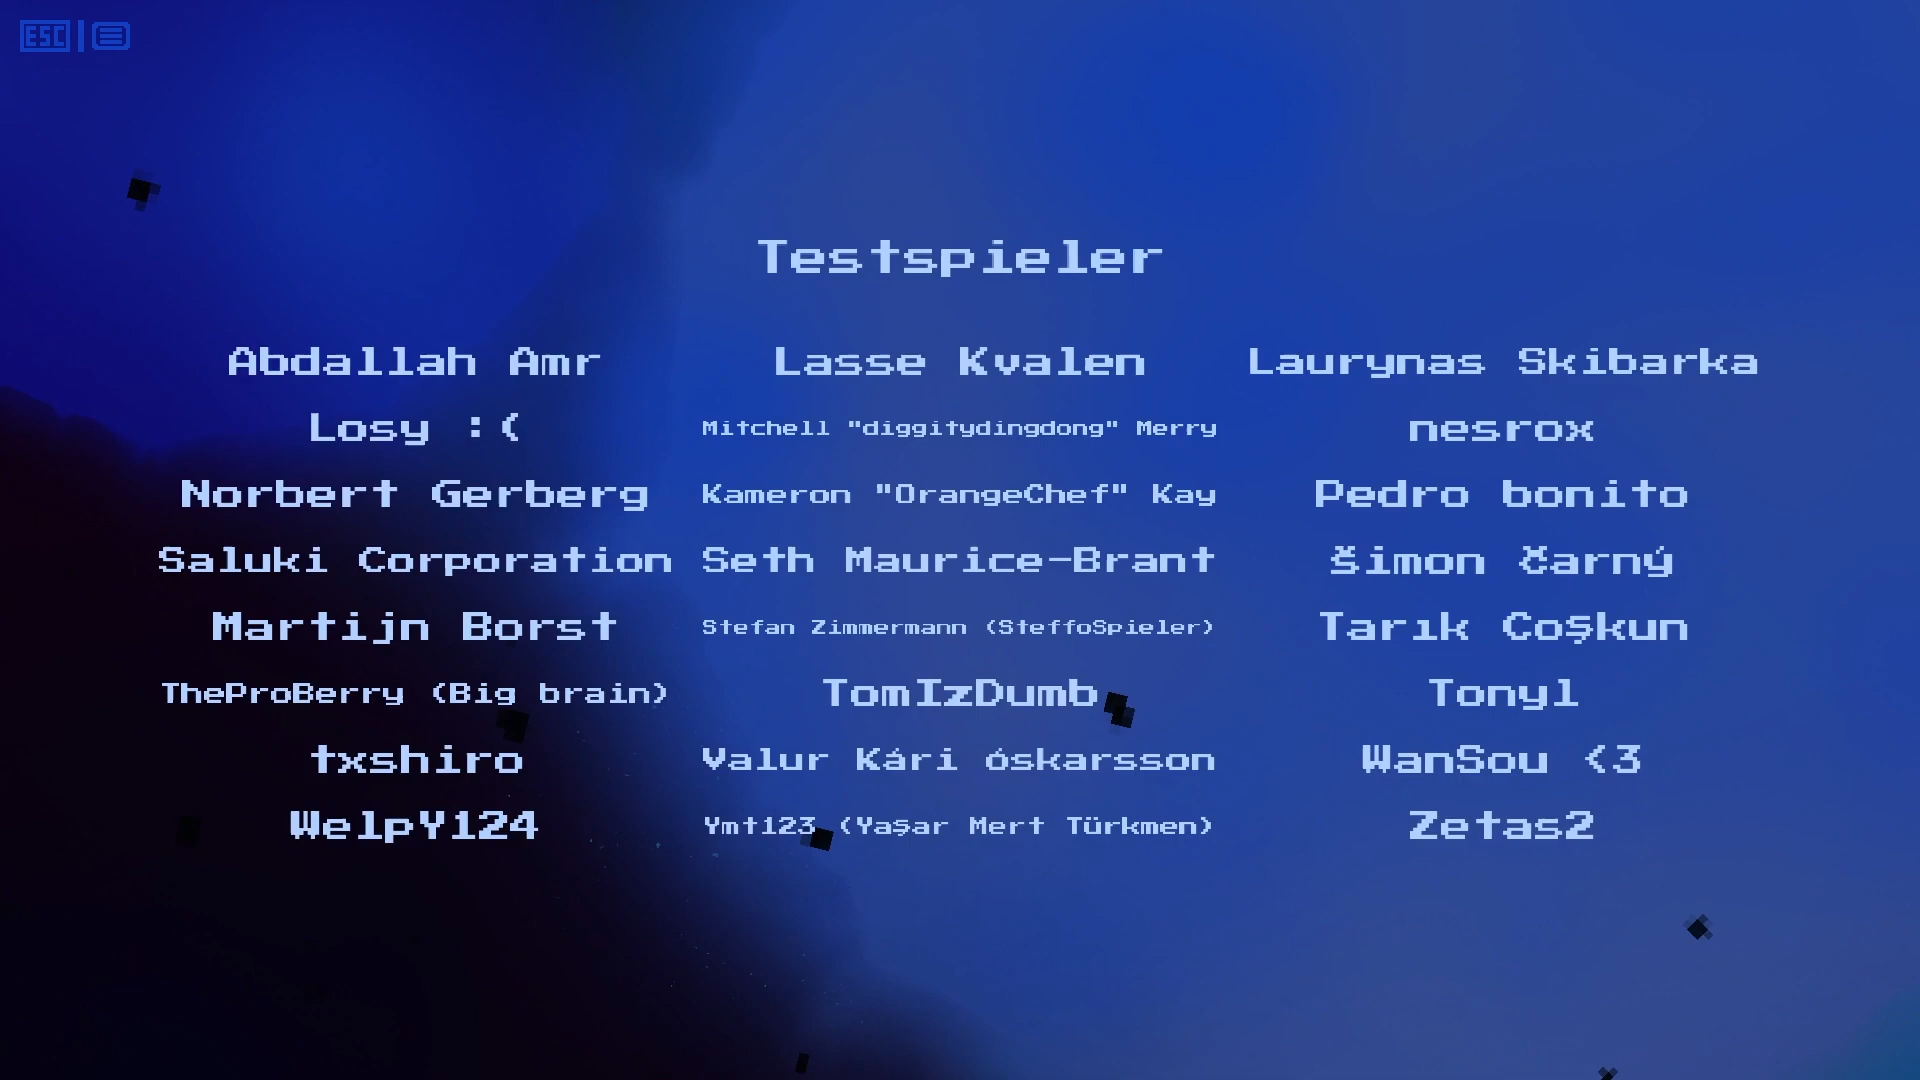 ESC
Testspieler
Abdallah Amr Lasse Kvalen Laurynas Skibarka
Losy :( Mitchell "diggitydingdong" Merry nesrox
Norbert Gerberg Kameron "OrangeChef" Kay Pedro bonito
Saluki Corporation Seth Maurice-Brant šimon čarný
Martijn Borst Stefan Zimmermann (SteffoSpieler) Tarık Coşkun
TheProBerry (Big brain) TomIzDumb Tonyl
txshiro Valur Kári óskarsson WanSou <3
WelpY124 Ymt123 (Yaşar Mert Türkmen) Zetas2